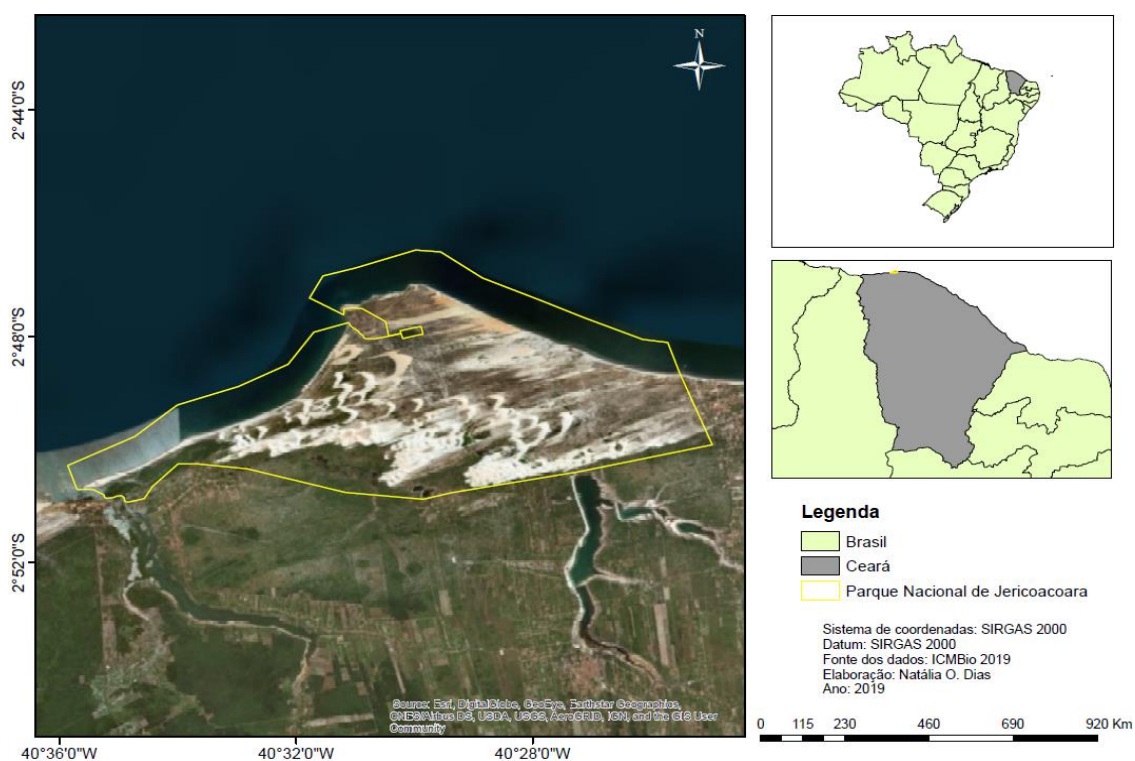 N
2°44'0"S
2°48'0"S
2°52'0"S
40°36'0"W
40°32'0"W
40°28'0"W
Source: Esri, DigitalGlobe, GeoEye, Earthstar Geographics,
CNES/Airbus DS, USDA, USGS, AeroGRID, IGN, and the GIS User
Community
Legenda
Brasil
Ceará
Parque Nacional de Jericoacoara
Sistema de coordenadas: SIRGAS 2000
Datum: SIRGAS 2000
Fonte dos dados: ICMBio 2019
Elaboração: Natália O. Dias
Ano: 2019
0 115 230 460 690 920 Km